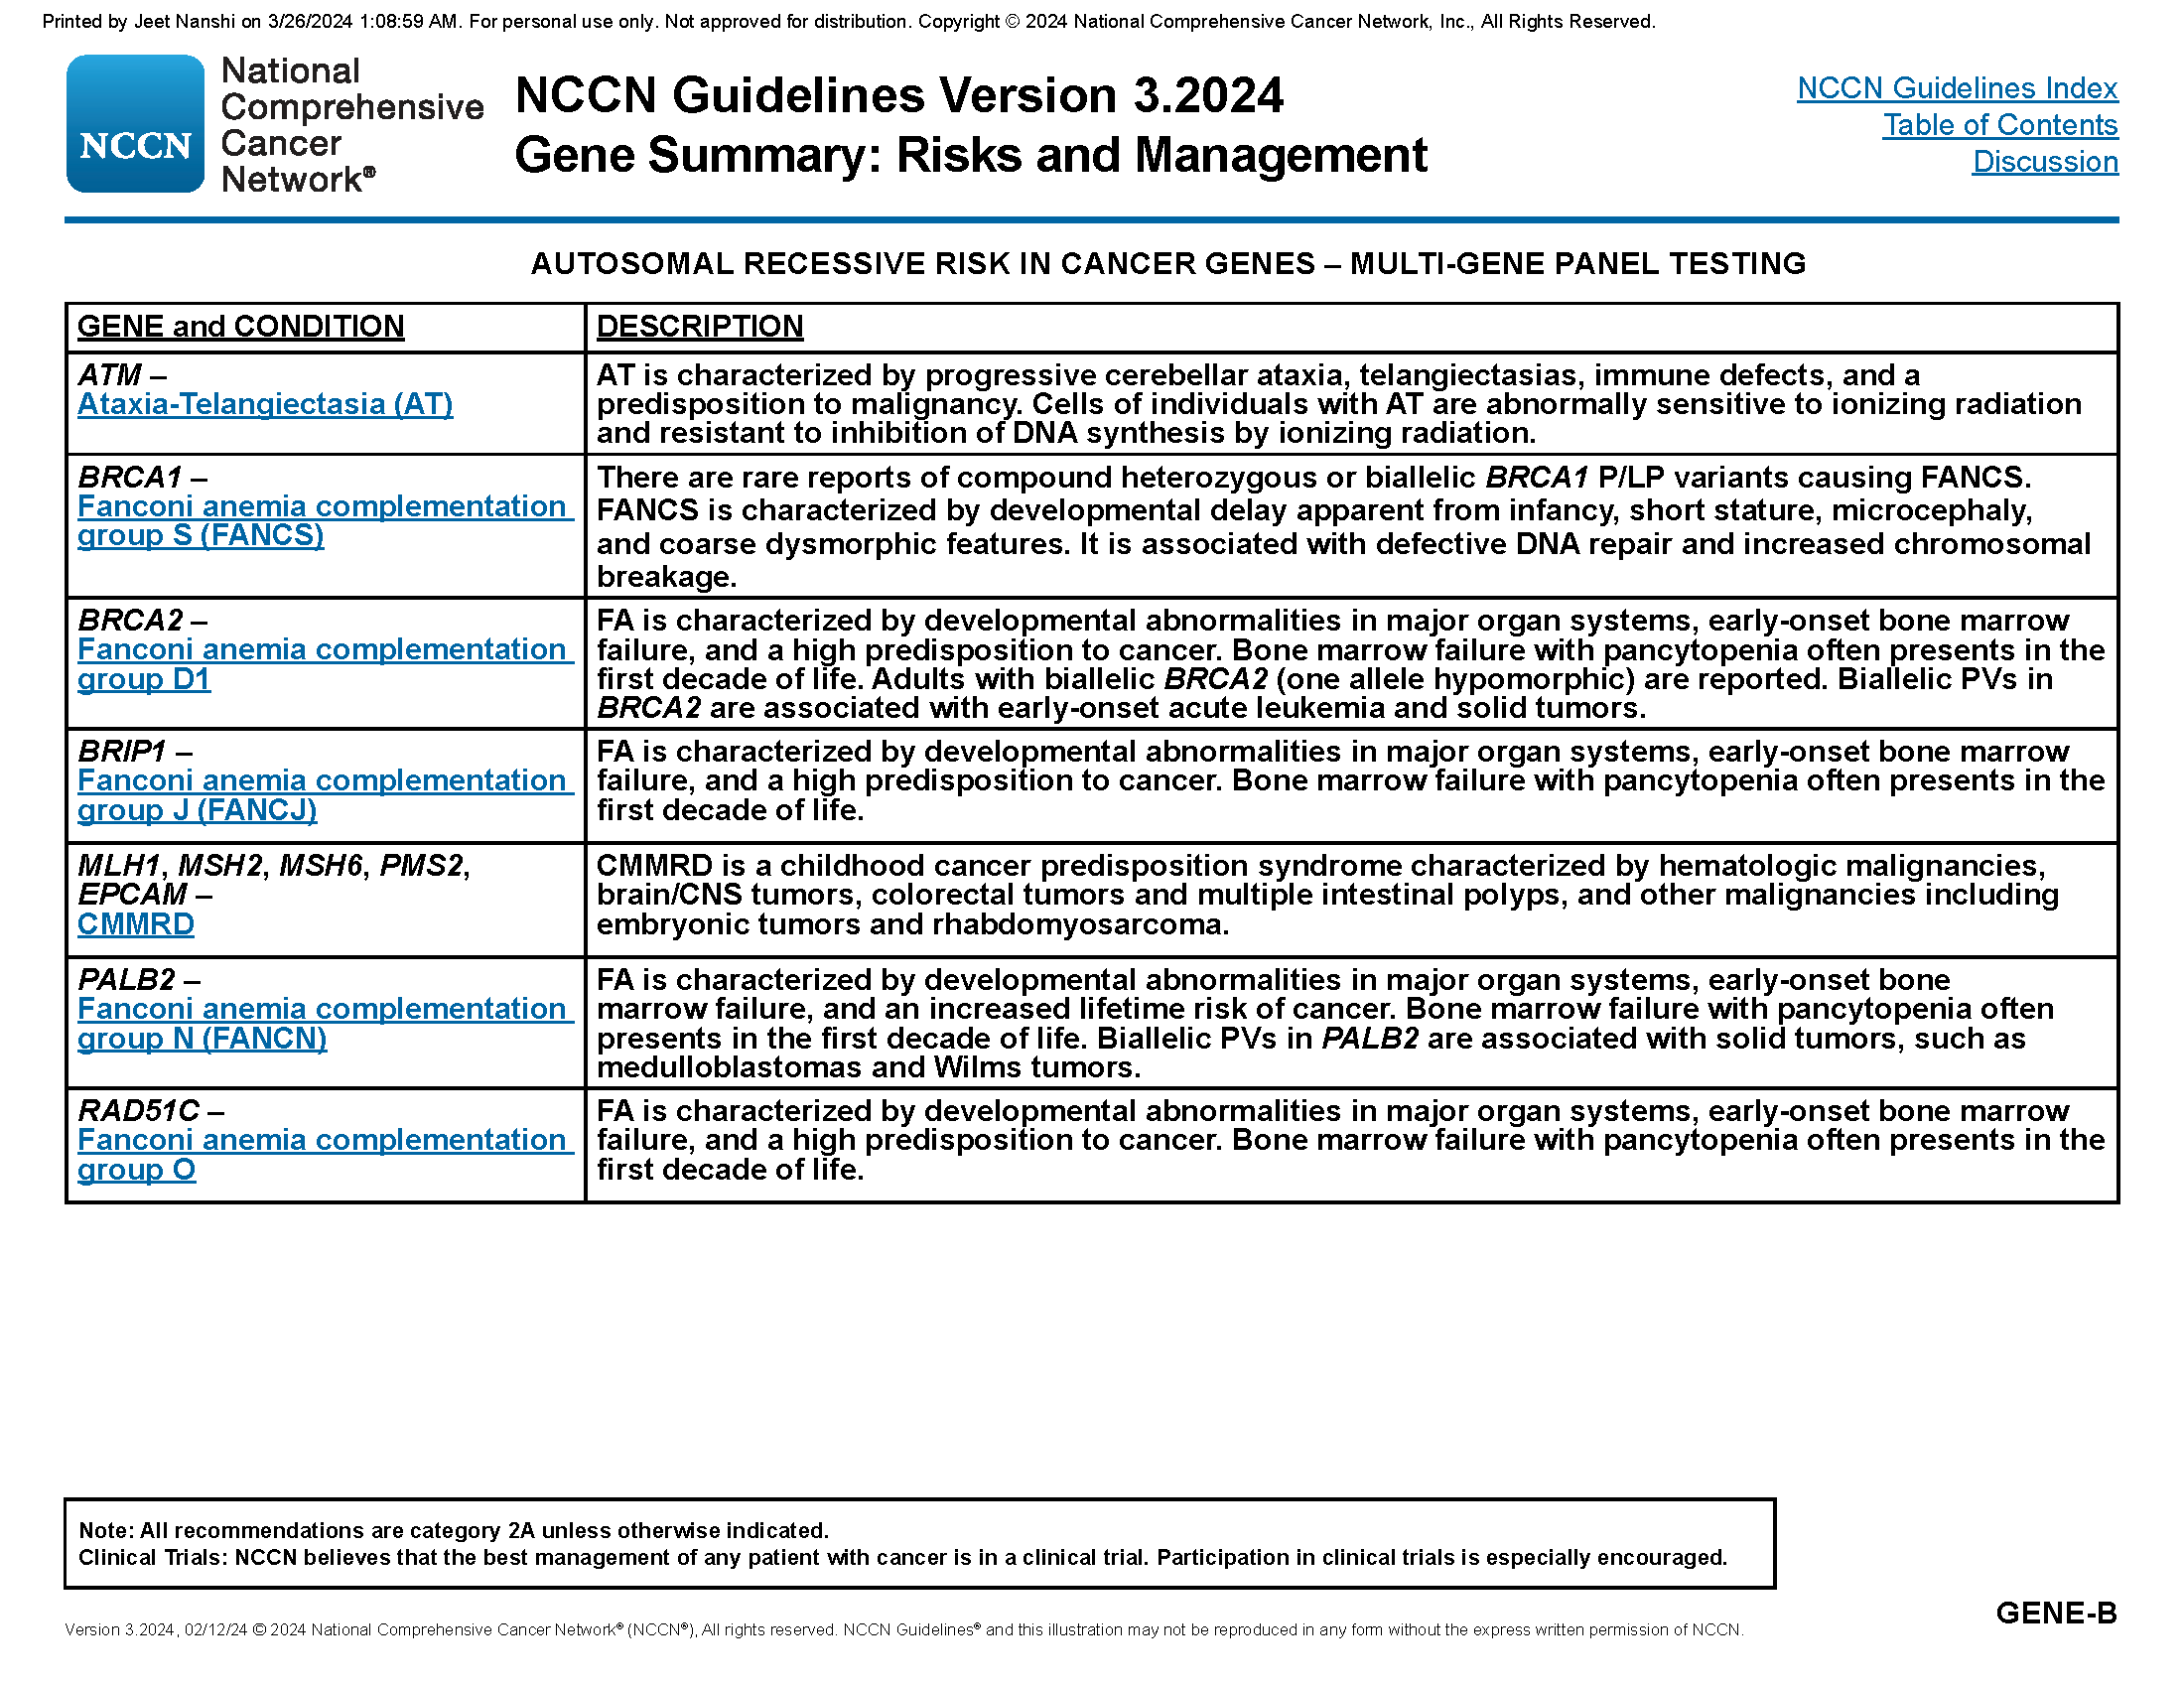 Printed by Jeet Nanshi on 3/26/2024 1:08:59 AM. For personal use only. Not approved for distribution. Copyright © 2024 National Comprehensive Cancer Network, Inc., All Rights Reserved.
NCCN
National
Comprehensive
Cancer
Network®
NCCN Guidelines Version 3.2024
Gene Summary: Risks and Management
NCCN Guidelines Index
Table of Contents
Discussion
AUTOSOMAL RECESSIVE RISK IN CANCER GENES – MULTI-GENE PANEL TESTING
GENE and CONDITION
DESCRIPTION
ATM –
Ataxia-Telangiectasia (AT)
AT is characterized by progressive cerebellar ataxia, telangiectasias, immune defects, and a
predisposition to malignancy. Cells of individuals with AT are abnormally sensitive to ionizing radiation
and resistant to inhibition of DNA synthesis by ionizing radiation.
BRCA1 –
Fanconi anemia complementation
group S (FANCS)
There are rare reports of compound heterozygous or biallelic BRCA1 P/LP variants causing FANCS.
FANCS is characterized by developmental delay apparent from infancy, short stature, microcephaly,
and coarse dysmorphic features. It is associated with defective DNA repair and increased chromosomal
breakage.
BRCA2 –
Fanconi anemia complementation
group D1
FA is characterized by developmental abnormalities in major organ systems, early-onset bone marrow
failure, and a high predisposition to cancer. Bone marrow failure with pancytopenia often presents in the
first decade of life. Adults with biallelic BRCA2 (one allele hypomorphic) are reported. Biallelic PVs in
BRCA2 are associated with early-onset acute leukemia and solid tumors.
BRIP1 –
Fanconi anemia complementation
group J (FANCJ)
FA is characterized by developmental abnormalities in major organ systems, early-onset bone marrow
failure, and a high predisposition to cancer. Bone marrow failure with pancytopenia often presents in the
first decade of life.
MLH1, MSH2, MSH6, PMS2,
EPCAM –
CMMRD
CMMRD is a childhood cancer predisposition syndrome characterized by hematologic malignancies,
brain/CNS tumors, colorectal tumors and multiple intestinal polyps, and other malignancies including
embryonic tumors and rhabdomyosarcoma.
PALB2 –
Fanconi anemia complementation
group N (FANCN)
FA is characterized by developmental abnormalities in major organ systems, early-onset bone
marrow failure, and an increased lifetime risk of cancer. Bone marrow failure with pancytopenia often
presents in the first decade of life. Biallelic PVs in PALB2 are associated with solid tumors, such as
medulloblastomas and Wilms tumors.
RAD51C –
Fanconi anemia complementation
group O
FA is characterized by developmental abnormalities in major organ systems, early-onset bone marrow
failure, and a high predisposition to cancer. Bone marrow failure with pancytopenia often presents in the
first decade of life.
Note: All recommendations are category 2A unless otherwise indicated.
Clinical Trials: NCCN believes that the best management of any patient with cancer is in a clinical trial. Participation in clinical trials is especially encouraged.
GENE-B
Version 3.2024, 02/12/24 © 2024 National Comprehensive Cancer Network® (NCCN®), All rights reserved. NCCN Guidelines® and this illustration may not be reproduced in any form without the express written permission of NCCN.